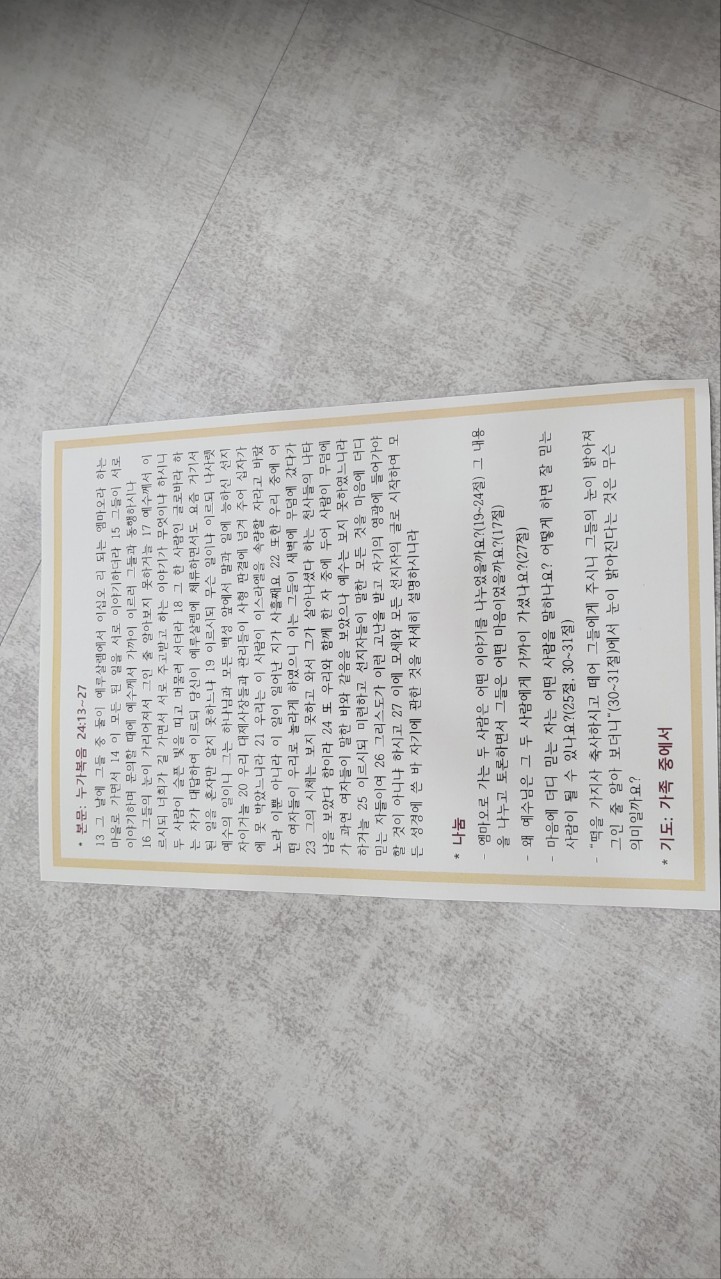 * 본문: 누가복음 24:13~27
13 그 날에 그들 중 둘이 예루살렘에서 이십오 리 되는 엠마오라 하는
마을로 가면서 14 이 모든 된 일을 서로 이야기하더라 15 그들이 서로
이야기하며 문의할 때에 예수께서 가까이 이르러 그들과 동행하시나
16 그들의 눈이 가리어져서 그인 줄 알아보지 못하거늘 17 예수께서 이
르시되 너희가 길 가면서 서로 주고받고 하는 이야기가 무엇이냐 하시니
두 사람이 슬픈 빛을 띠고 머물러 서더라 18 그 한 사람인 글로바라 하
는 자가 대답하여 이르되 당신이 예루살렘에 체류하면서도 요즘 거기서
된 일을 혼자만 알지 못하느냐 19 이르시되 무슨 일이냐 이르되 나사렛
예수의 일이니 그는 하나님과 모든 백성 앞에서 말과 일에 능하신 선지
자이거늘 20 우리 대제사장들과 관리들이 사형 판결에 넘겨 주어 십자가
에 못 박았느니라 21 우리는 이 사람이 이스라엘을 속량할 자라고 바랐
노라 이뿐 아니라 이 일이 일어난 지가 사흘째요 22 또한 우리 중에 어
떤 여자들이 우리로 놀라게 하였으니 이는 그들이 새벽에 무덤에 갔다가
23 그의 시체는 보지 못하고 와서 그가 살아나셨다 하는 천사들의 나타
남을 보았다 함이라 24 또 우리와 함께 한 자 중에 두어 사람이 무덤에
가 과연 여자들이 말한 바와 같음을 보았으나 예수는 보지 못하였느니라
하거늘 25 이르시되 미련하고 선지자들이 말한 모든 것을 마음에 더디
믿는 자들이여 26 그리스도가 이런 고난을 받고 자기의 영광에 들어가야
할 것이 아니냐 하시고 27 이에 모세와 모든 선지자의 글로 시작하여 모
든 성경에 쓴 바 자기에 관한 것을 자세히 설명하시니라
* 나눔
- 엠마오로 가는 두 사람은 어떤 이야기를 나누었을까요?(19~24절) 그 내용
을 나누고 토론하면서 그들은 어떤 마음이었을까요?(17절)
- 왜 예수님은 그 두 사람에게 가까이 가셨나요?(27절)
- 마음에 더디 믿는 자는 어떤 사람을 말하나요? 어떻게 하면 잘 믿는
사람이 될 수 있나요?(25절, 30~31절)
- "떡을 가지사 축사하시고 떼어 그들에게 주시니 그들의 눈이 밝아져
그인 줄 알아 보더니"(30~31절)에서 눈이 밝아진다는 것은 무슨
의미일까요?
* 기도: 가족 중에서